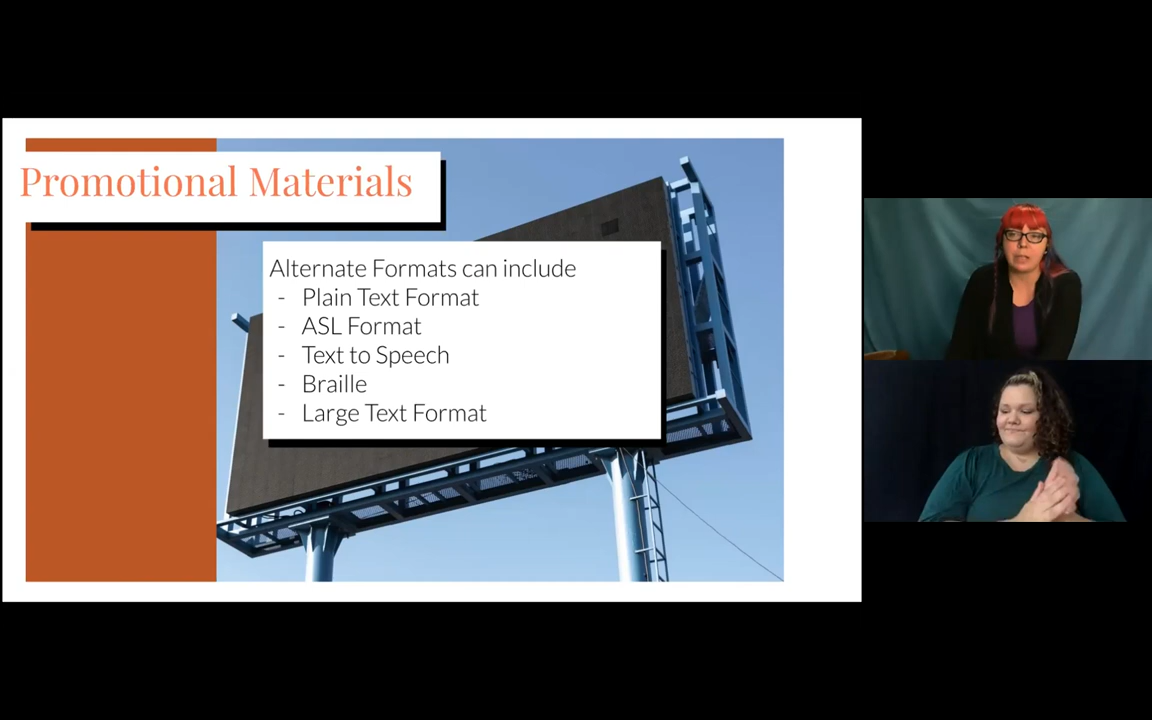 Promotional Materials
Alternate Formats can include
- Plain Text Format
- ASL Format
- Text to Speech
- Braille
- Large Text Format